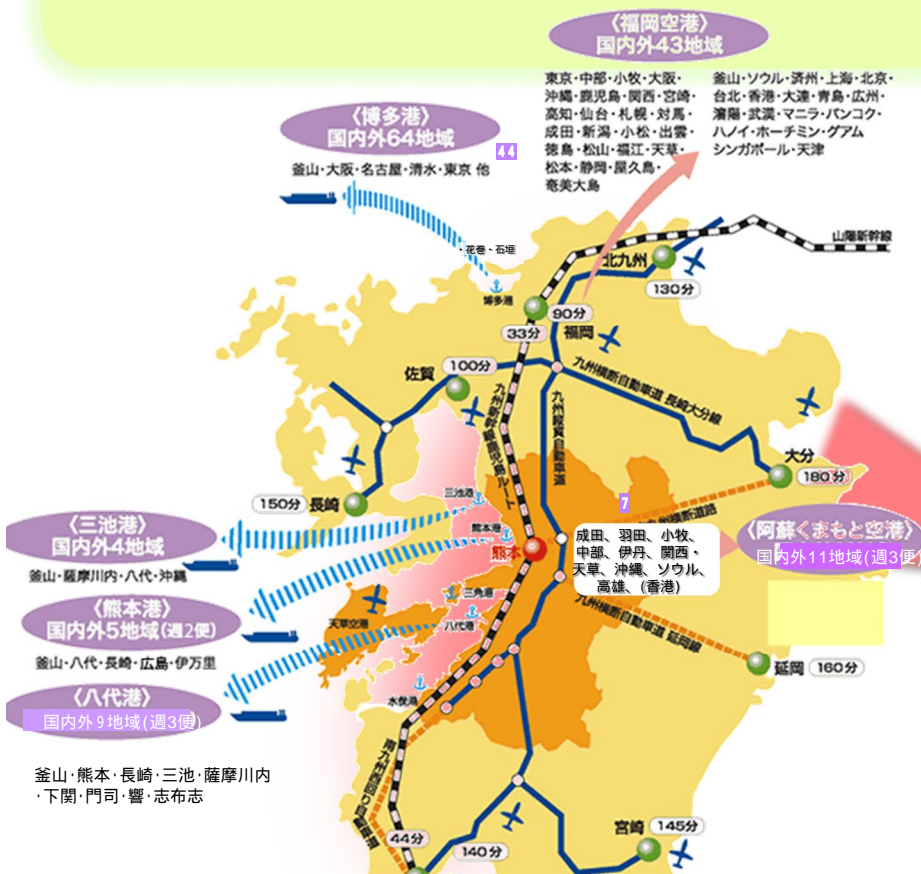 〈福岡空港〉
国内外43地域
東京･中部･小牧･大阪･
沖縄･鹿児島･関西･宮崎･
高知･仙台･札幌･対馬･
成田･新潟･小松･出雲･
徳島･松山･福江･天草･
松本･静岡･屋久島･
奄美大島
釜山･ソウル･済州･上海･北京･
台北･香港･大連･青島･広州･
瀋陽･武漢･マニラ･バンコク･
ハノイ･ホーチミン･グアム
シンガポール･天津
〈博多港〉
国内外64地域
44
釜山･大阪･名古屋･清水･東京 他
･花巻･石垣
山陽新幹線
北九州
130分
博多港
90分
33分
福岡
100分
佐賀
九州横断自動車道 長崎大分線
九州新幹線鹿児島ルート
九州縦貫自動車道
大分
180分
150分
長崎
三池港
7
〈三池港〉
国内外4地域
釜山･薩摩川内･八代･沖縄
熊本港
熊本
九州横断道路
成田、羽田、小牧、
中部、伊丹、関西・
天草、沖縄、ソウル、
高雄、(香港)
〈阿蘇くまもと空港〉
国内外11地域(週3便)
〈熊本港〉
国内外5地域(週2便)
釜山･八代･長崎･広島･伊万里
三角港
天草空港
八代港
九州横断自動車道 延岡線
延岡
160分
水俣港
〈八代港〉
国内外9地域(週3便)
釜山･熊本･長崎･三池･薩摩川内
･下関･門司･響･志布志
南九州西回り自動車道
44分
140分
宮崎
145分